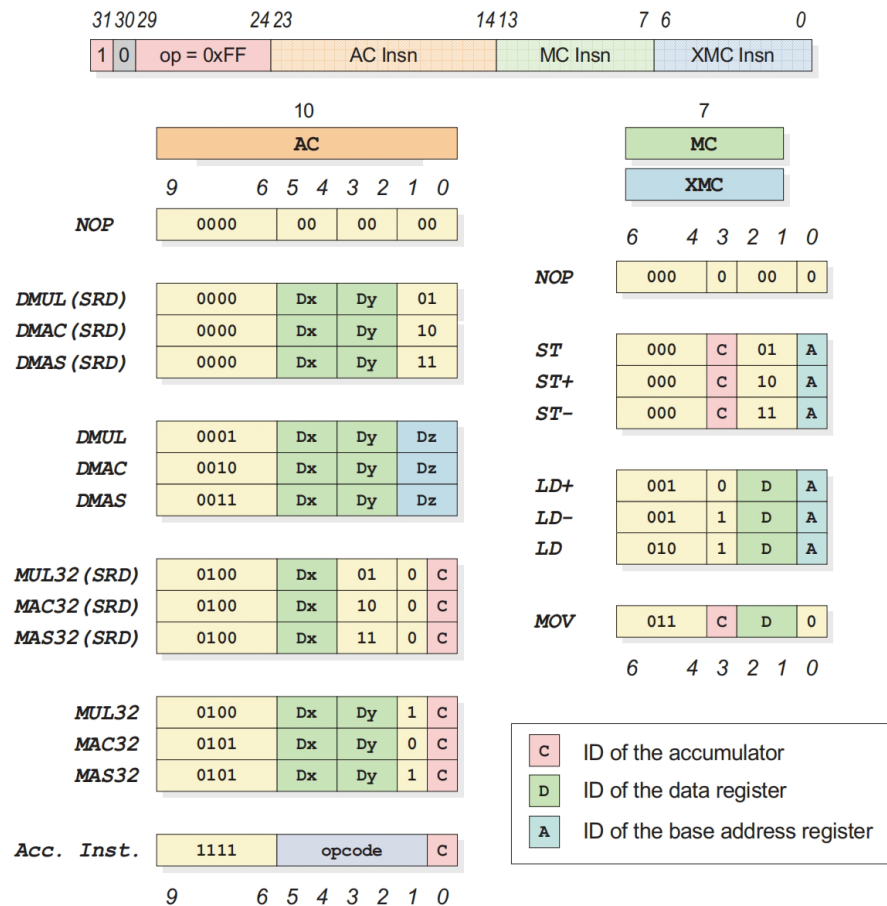 31 30 29 24 23 14 13 7 6 0
1 0 op = 0xFF AC Insn MC Insn XMC Insn
10
AC
9 6 5 4 3 2 1 0
NOP 0000 00 00 00
DMUL(SRD) 0000 Dx Dy 01
DMAC(SRD) 0000 Dx Dy 10
DMAS(SRD) 0000 Dx Dy 11
DMUL 0001 Dx Dy Dz
DMAC 0010 Dx Dy Dz
DMAS 0011 Dx Dy Dz
MUL32(SRD) 0100 Dx 01 0 C
MAC32(SRD) 0100 Dx 10 0 C
MAS32(SRD) 0100 Dx 11 0 C
MUL32 0100 Dx Dy 1 C
MAC32 0101 Dx Dy 0 C
MAS32 0101 Dx Dy 1 C
Acc. Inst. 1111 opcode C
9 6 5 4 3 2 1 0
7
MC
XMC
6 4 3 2 1 0
NOP 000 0 00 0
ST 000 C 01 A
ST+ 000 C 10 A
ST- 000 C 11 A
LD+ 001 0 D A
LD- 001 1 D A
LD 010 1 D A
MOV 011 C D 0
6 4 3 2 1 0
C ID of the accumulator
D ID of the data register
A ID of the base address register